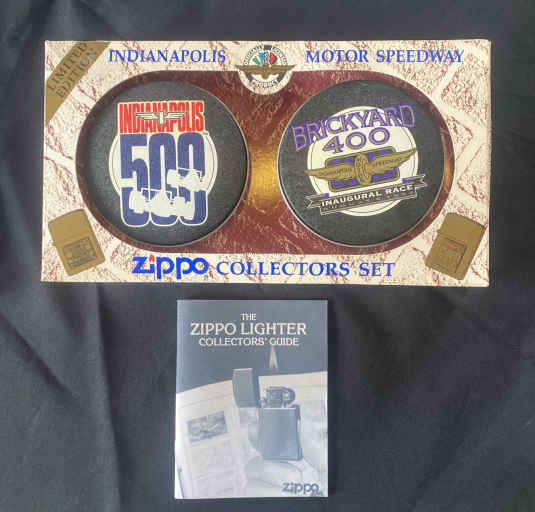 LIMITED
EDITION
INDIANAPOLIS
MOTOR SPEEDWAY
PRODUCT
INDIANAPOLIS
500
BRICKYARD
400
INAUGURAL RACE
Zippo COLLECTORS' SET
THE
ZIPPO LIGHTER
COLLECTORS' GUIDE
Zippo